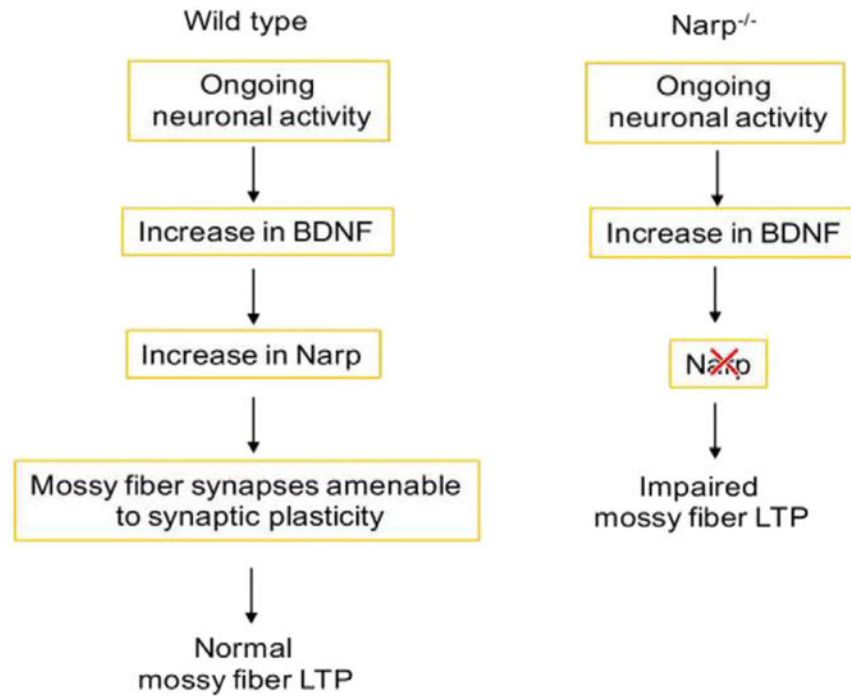 Wild type
Ongoing
neuronal activity
Increase in BDNF
Increase in Narp
Mossy fiber synapses amenable
to synaptic plasticity
Normal
mossy fiber LTP
Narp-/-
Ongoing
neuronal activity
Increase in BDNF
Narp
Impaired
mossy fiber LTP